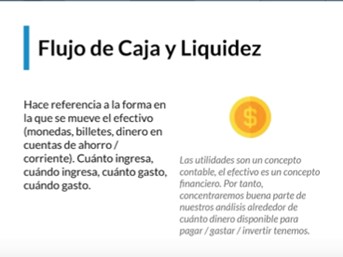 Flujo de Caja y Liquidez
Hace referencia a la forma en
la que se mueve el efectivo
(monedas, billetes, dinero en
cuentas de ahorro /
corriente). Cuánto ingresa,
cuándo ingresa, cuánto gasto,
cuándo gasto.
$
Las utilidades son un concepto
contable, el efectivo es un concepto
financiero. Por tanto,
concentraremos buena parte de
nuestros análisis alrededor de
cuánto dinero disponible para
pagar / gastar / invertir tenemos.